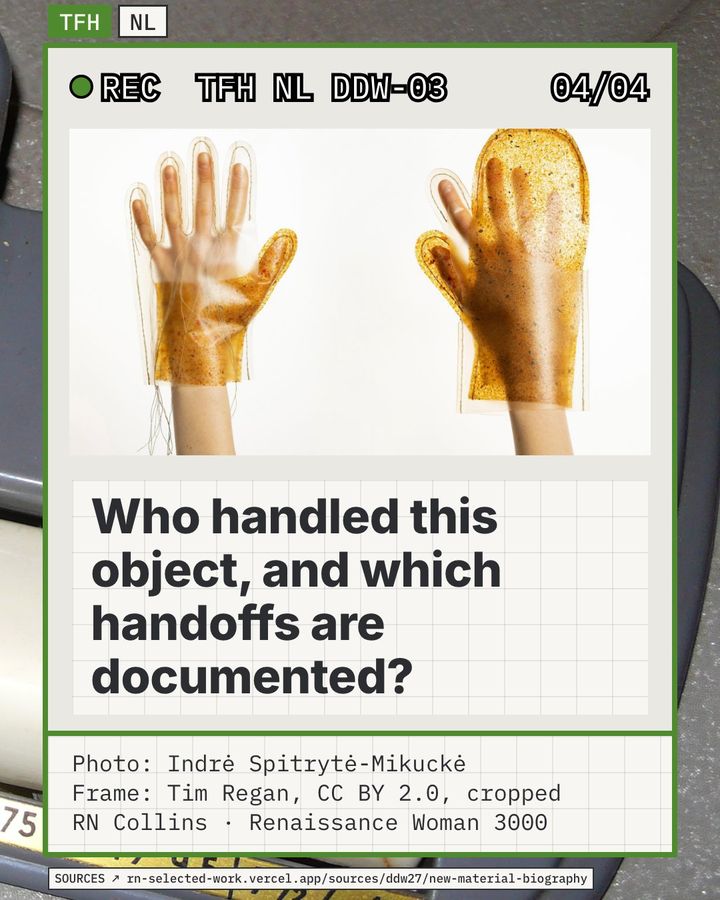 TFH NL
REC TFH NL DDW-03 04/04
Who handled this
object, and which
handoffs are
documented?
Photo: Indrė Spitrytė-Mikuckė
Frame: Tim Regan, CC BY 2.0, cropped
RN Collins · Renaissance Woman 3000
75
SOURCES ↗ rn-selected-work.vercel.app/sources/ddw27/new-material-biography